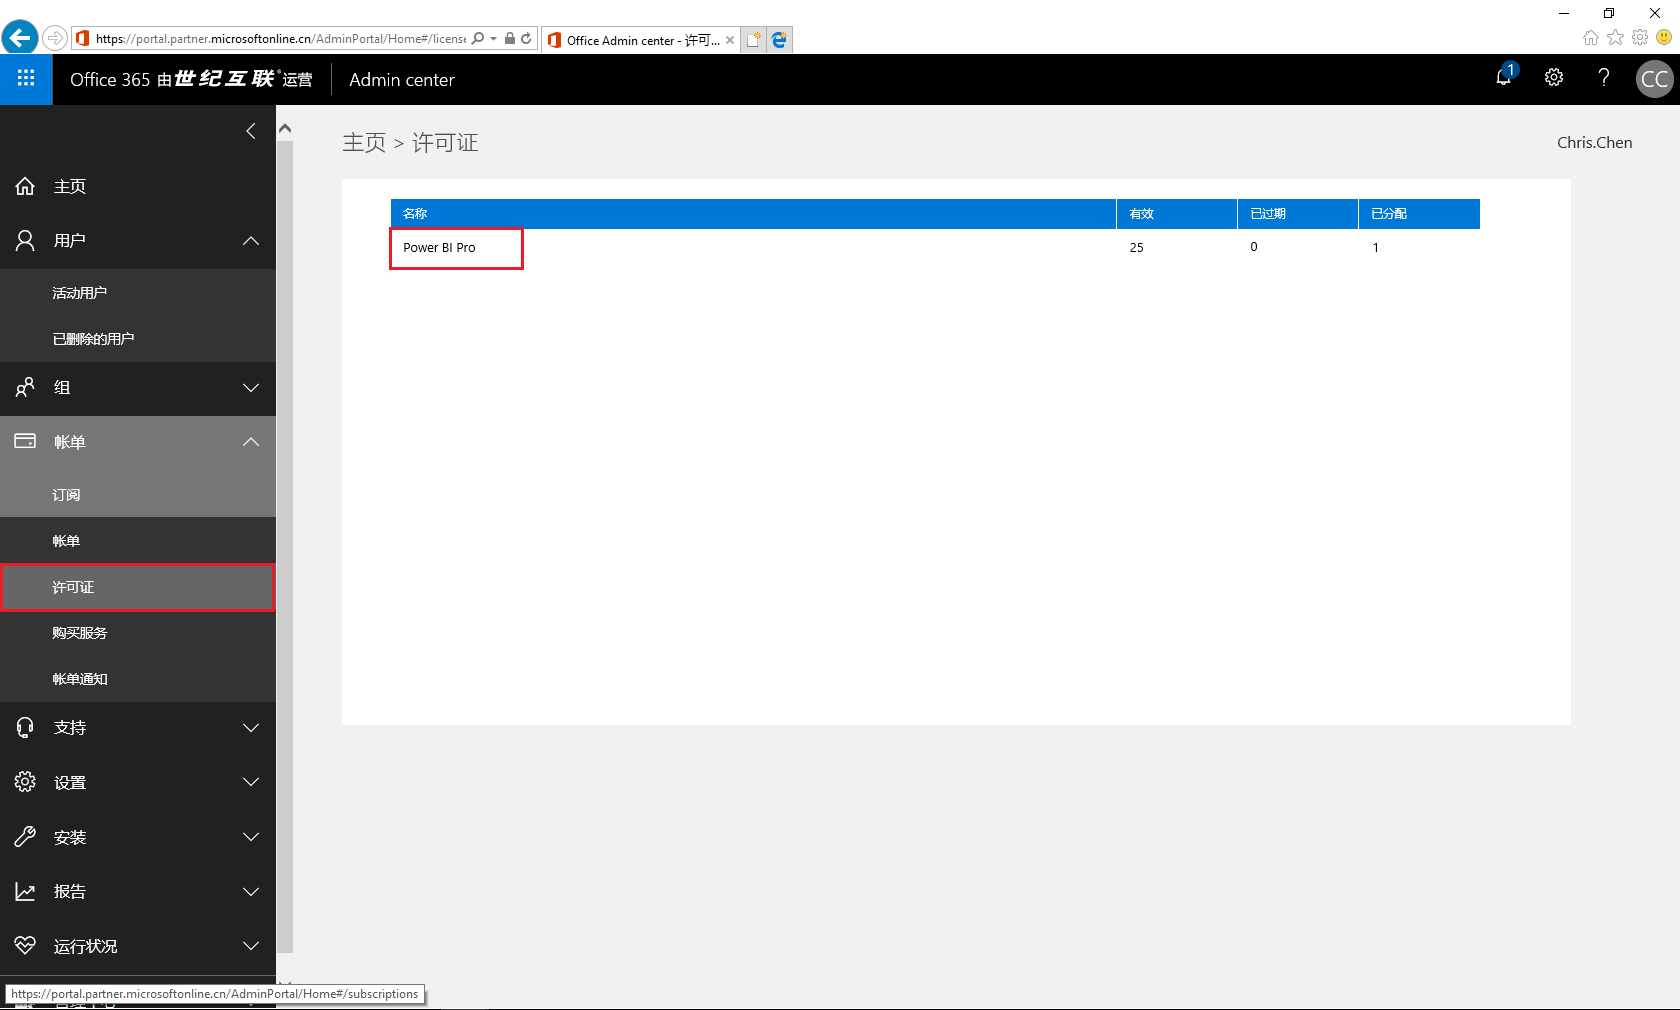 https://portal.partner.microsoftonline.cn/AdminPortal/Home#/license
Office Admin center - 许可...
Office 365 由世纪互联运营
Admin center
1
?
CC
主页 > 许可证
Chris.Chen
主页
用户
活动用户
已删除的用户
组
帐单
订阅
帐单
许可证
购买服务
帐单通知
支持
设置
安装
报告
运行状况
名称 有效 已过期 已分配
Power BI Pro 25 0 1
https://portal.partner.microsoftonline.cn/AdminPortal/Home#/subscriptions